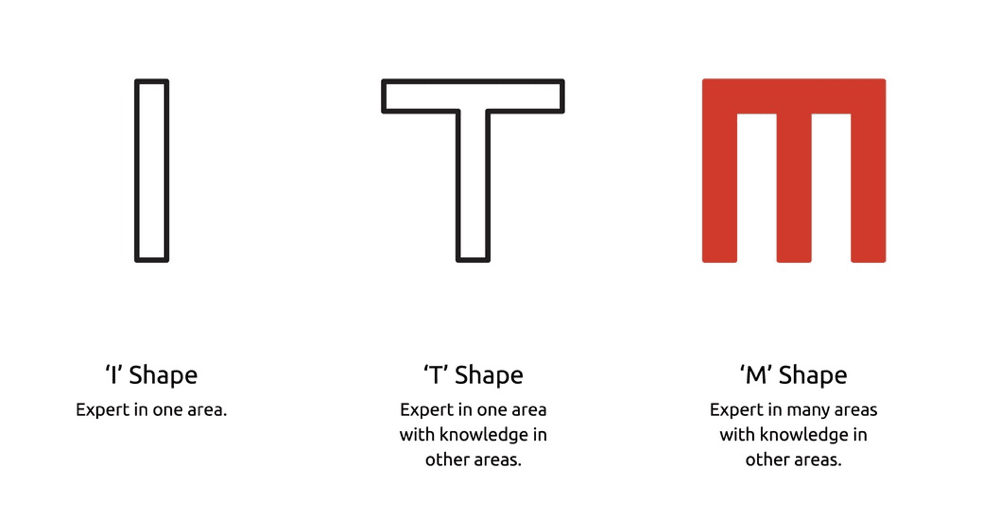 ‘I’ Shape
Expert in one area.
‘T’ Shape
Expert in one area
with knowledge in
other areas.
‘M’ Shape
Expert in many areas
with knowledge in
other areas.